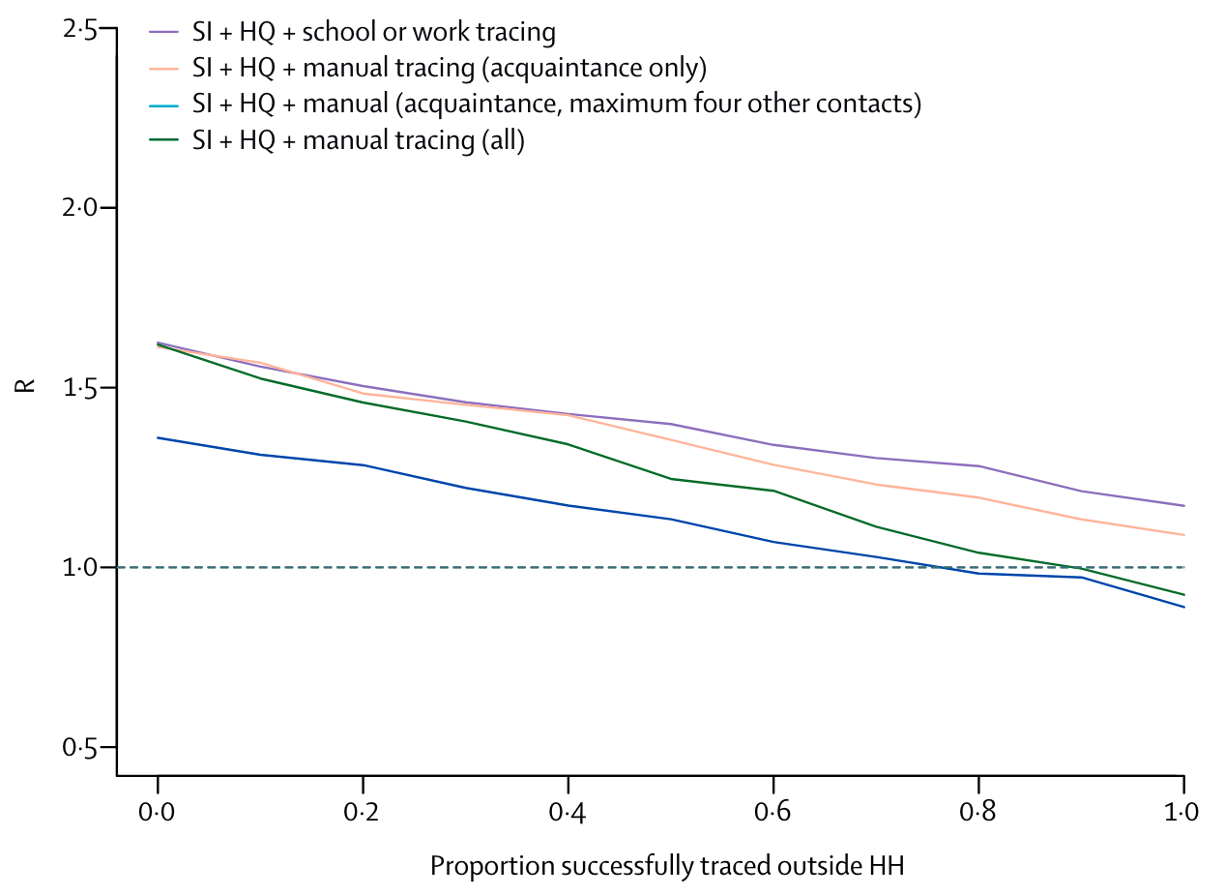 2·5
SI + HQ + school or work tracing
SI + HQ + manual tracing (acquaintance only)
SI + HQ + manual (acquaintance, maximum four other contacts)
SI + HQ + manual tracing (all)
2·0
R
1·5
1·0
0·5
0·0 0·2 0·4 0·6 0·8 1·0
Proportion successfully traced outside HH